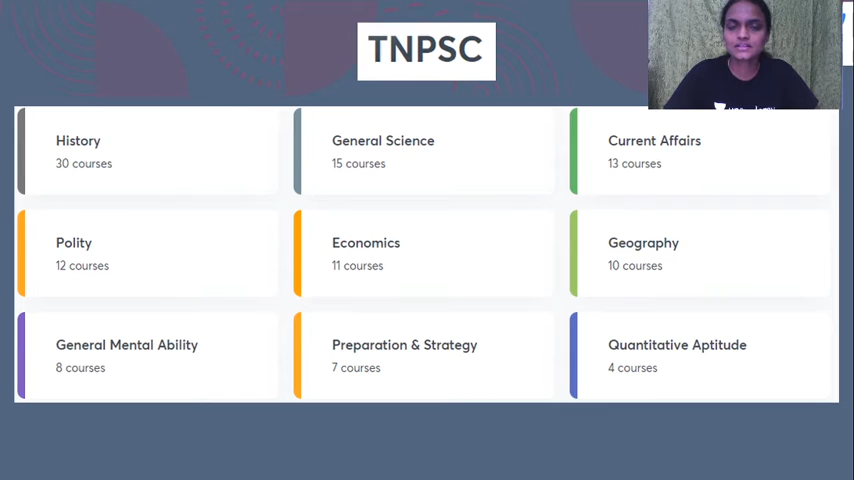 TNPSC
History
30 courses
General Science
15 courses
Current Affairs
13 courses
Polity
12 courses
Economics
11 courses
Geography
10 courses
General Mental Ability
8 courses
Preparation & Strategy
7 courses
Quantitative Aptitude
4 courses